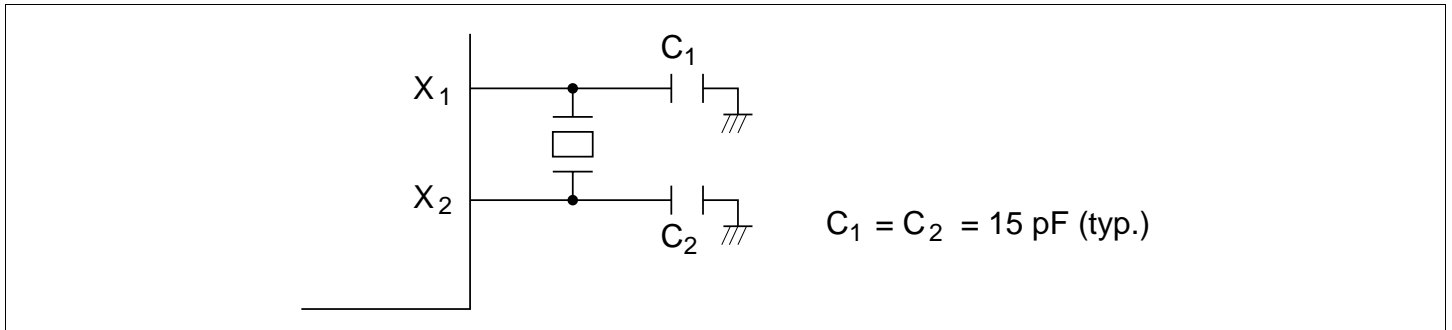 C1
X1
X2
C2
C1 = C2 = 15 pF (typ.)